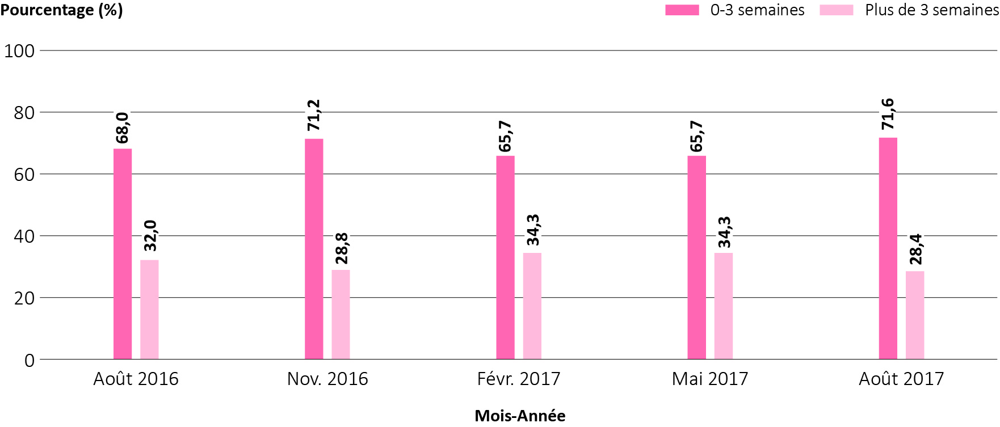 Pourcentage (%)
0-3 semaines
Plus de 3 semaines
100
80
60
40
20
0
68,0
32,0
71,2
28,8
65,7
34,3
65,7
34,3
71,6
28,4
Août 2016
Nov. 2016
Févr. 2017
Mai 2017
Août 2017
Mois-Année